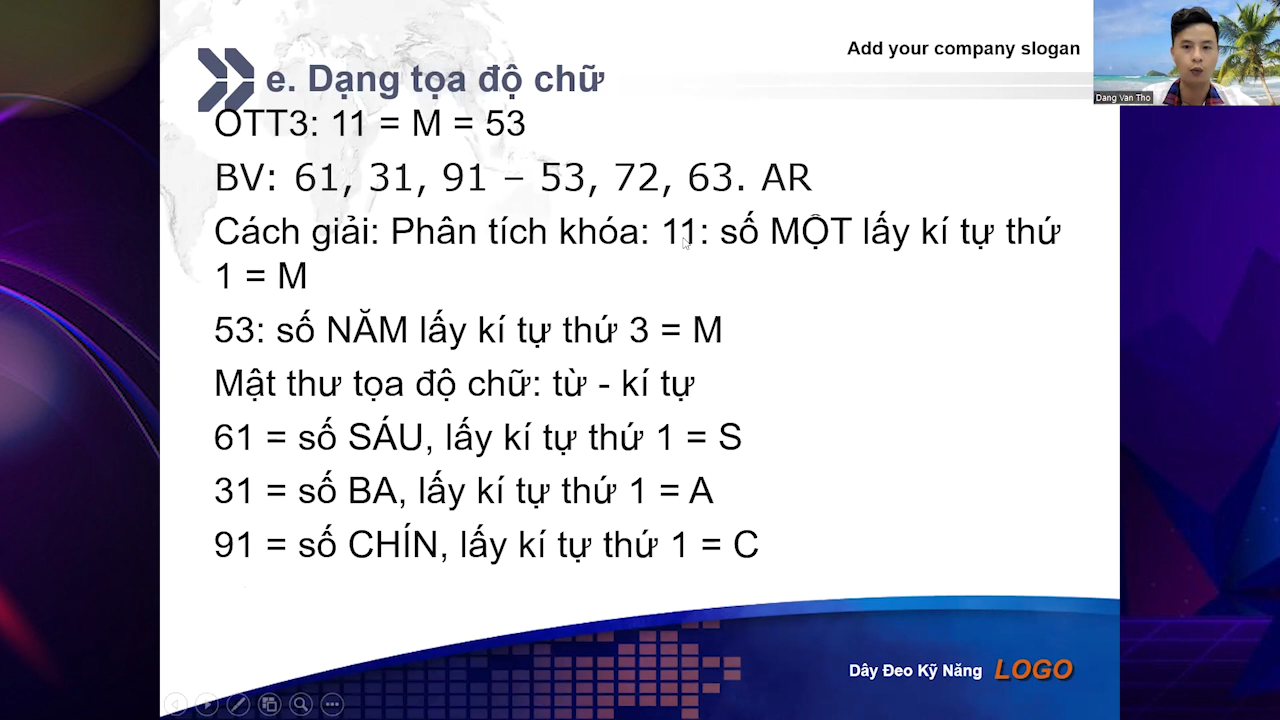 Add your company slogan
Dang Van Tho
e. Dạng tọa độ chữ
OTT3: 11 = M = 53
BV: 61, 31, 91 – 53, 72, 63. AR
Cách giải: Phân tích khóa: 11: số MỘT lấy kí tự thứ
1 = M
53: số NĂM lấy kí tự thứ 3 = M
Mật thư tọa độ chữ: từ - kí tự
61 = số SÁU, lấy kí tự thứ 1 = S
31 = số BA, lấy kí tự thứ 1 = A
91 = số CHÍN, lấy kí tự thứ 1 = C
Dây Đeo Kỹ Năng LOGO